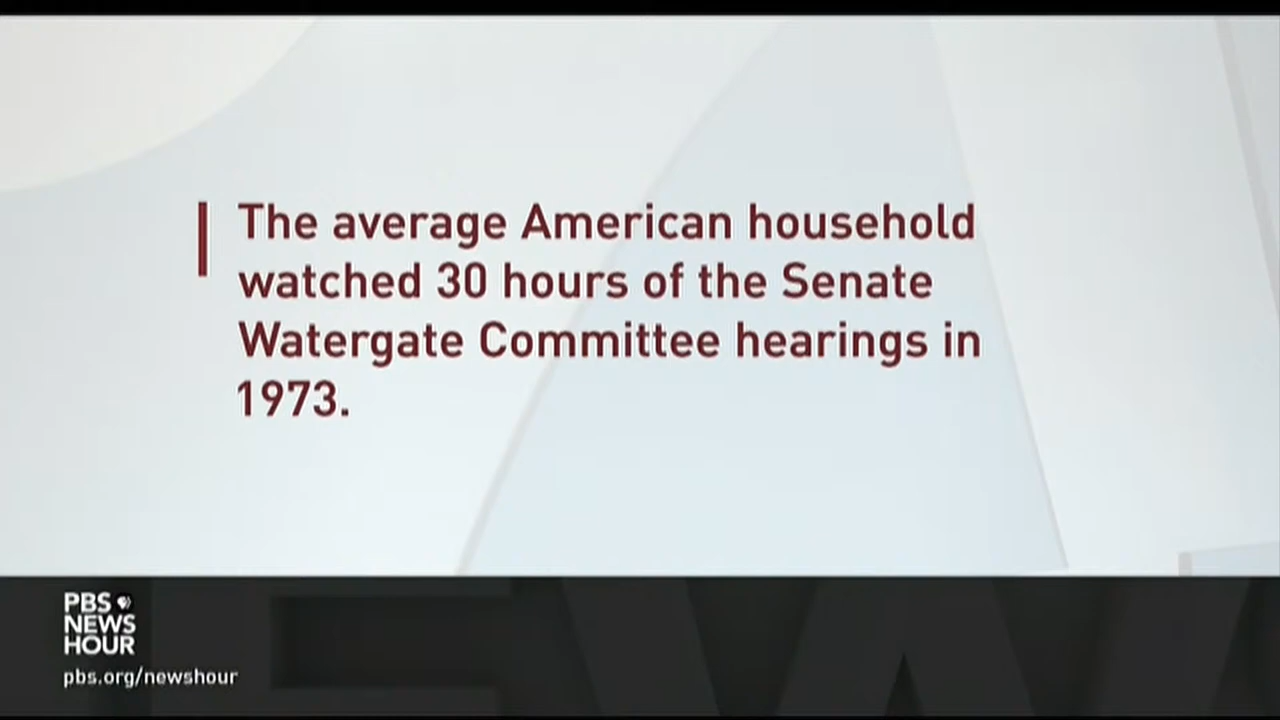 The average American household
watched 30 hours of the Senate
Watergate Committee hearings in
1973.
PBS
NEWS
HOUR
pbs.org/newshour